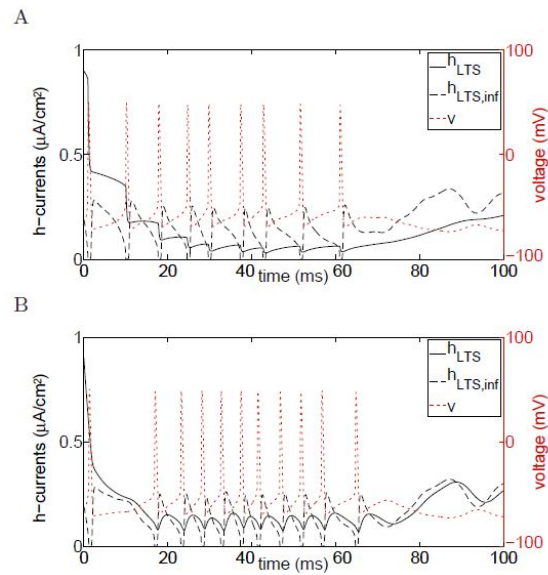 A
1
0.5
0
h−currents (μA/cm²)
h_LTS
h_LTS,inf
v
100
0
−100
voltage (mV)
0 20 40 60 80 100
time (ms)
B
1
0.5
0
h−currents (μA/cm²)
h_LTS
h_LTS,inf
v
100
0
−100
voltage (mV)
0 20 40 60 80 100
time (ms)